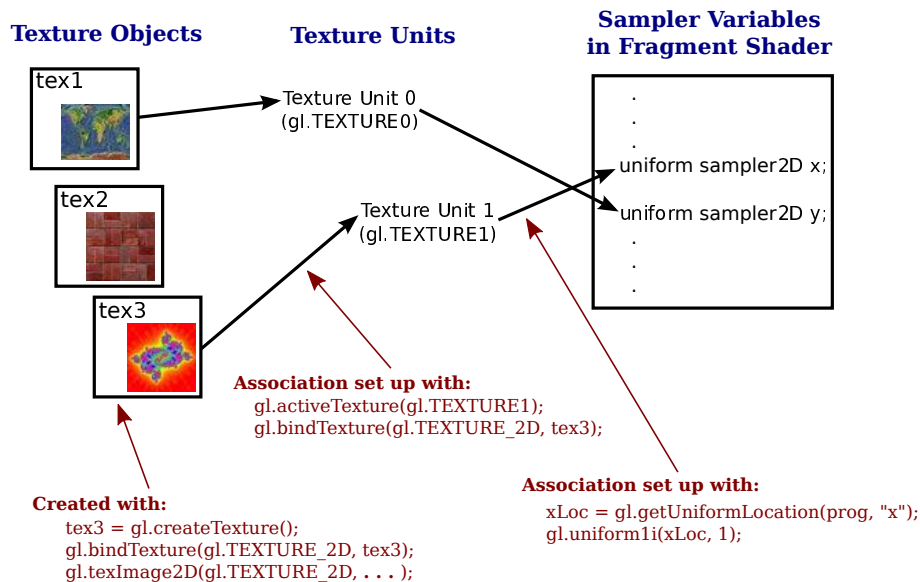 Texture Objects
Texture Units
Sampler Variables
in Fragment Shader
tex1
tex2
tex3
Texture Unit 0
(gl.TEXTURE0)
Texture Unit 1
(gl.TEXTURE1)
.
.
.
uniform sampler2D x;
uniform sampler2D y;
.
.
.
Association set up with:
gl.activeTexture(gl.TEXTURE1);
gl.bindTexture(gl.TEXTURE_2D, tex3);
Created with:
tex3 = gl.createTexture();
gl.bindTexture(gl.TEXTURE_2D, tex3);
gl.texImage2D(gl.TEXTURE_2D, . . . );
Association set up with:
xLoc = gl.getUniformLocation(prog, "x");
gl.uniform1i(xLoc, 1);